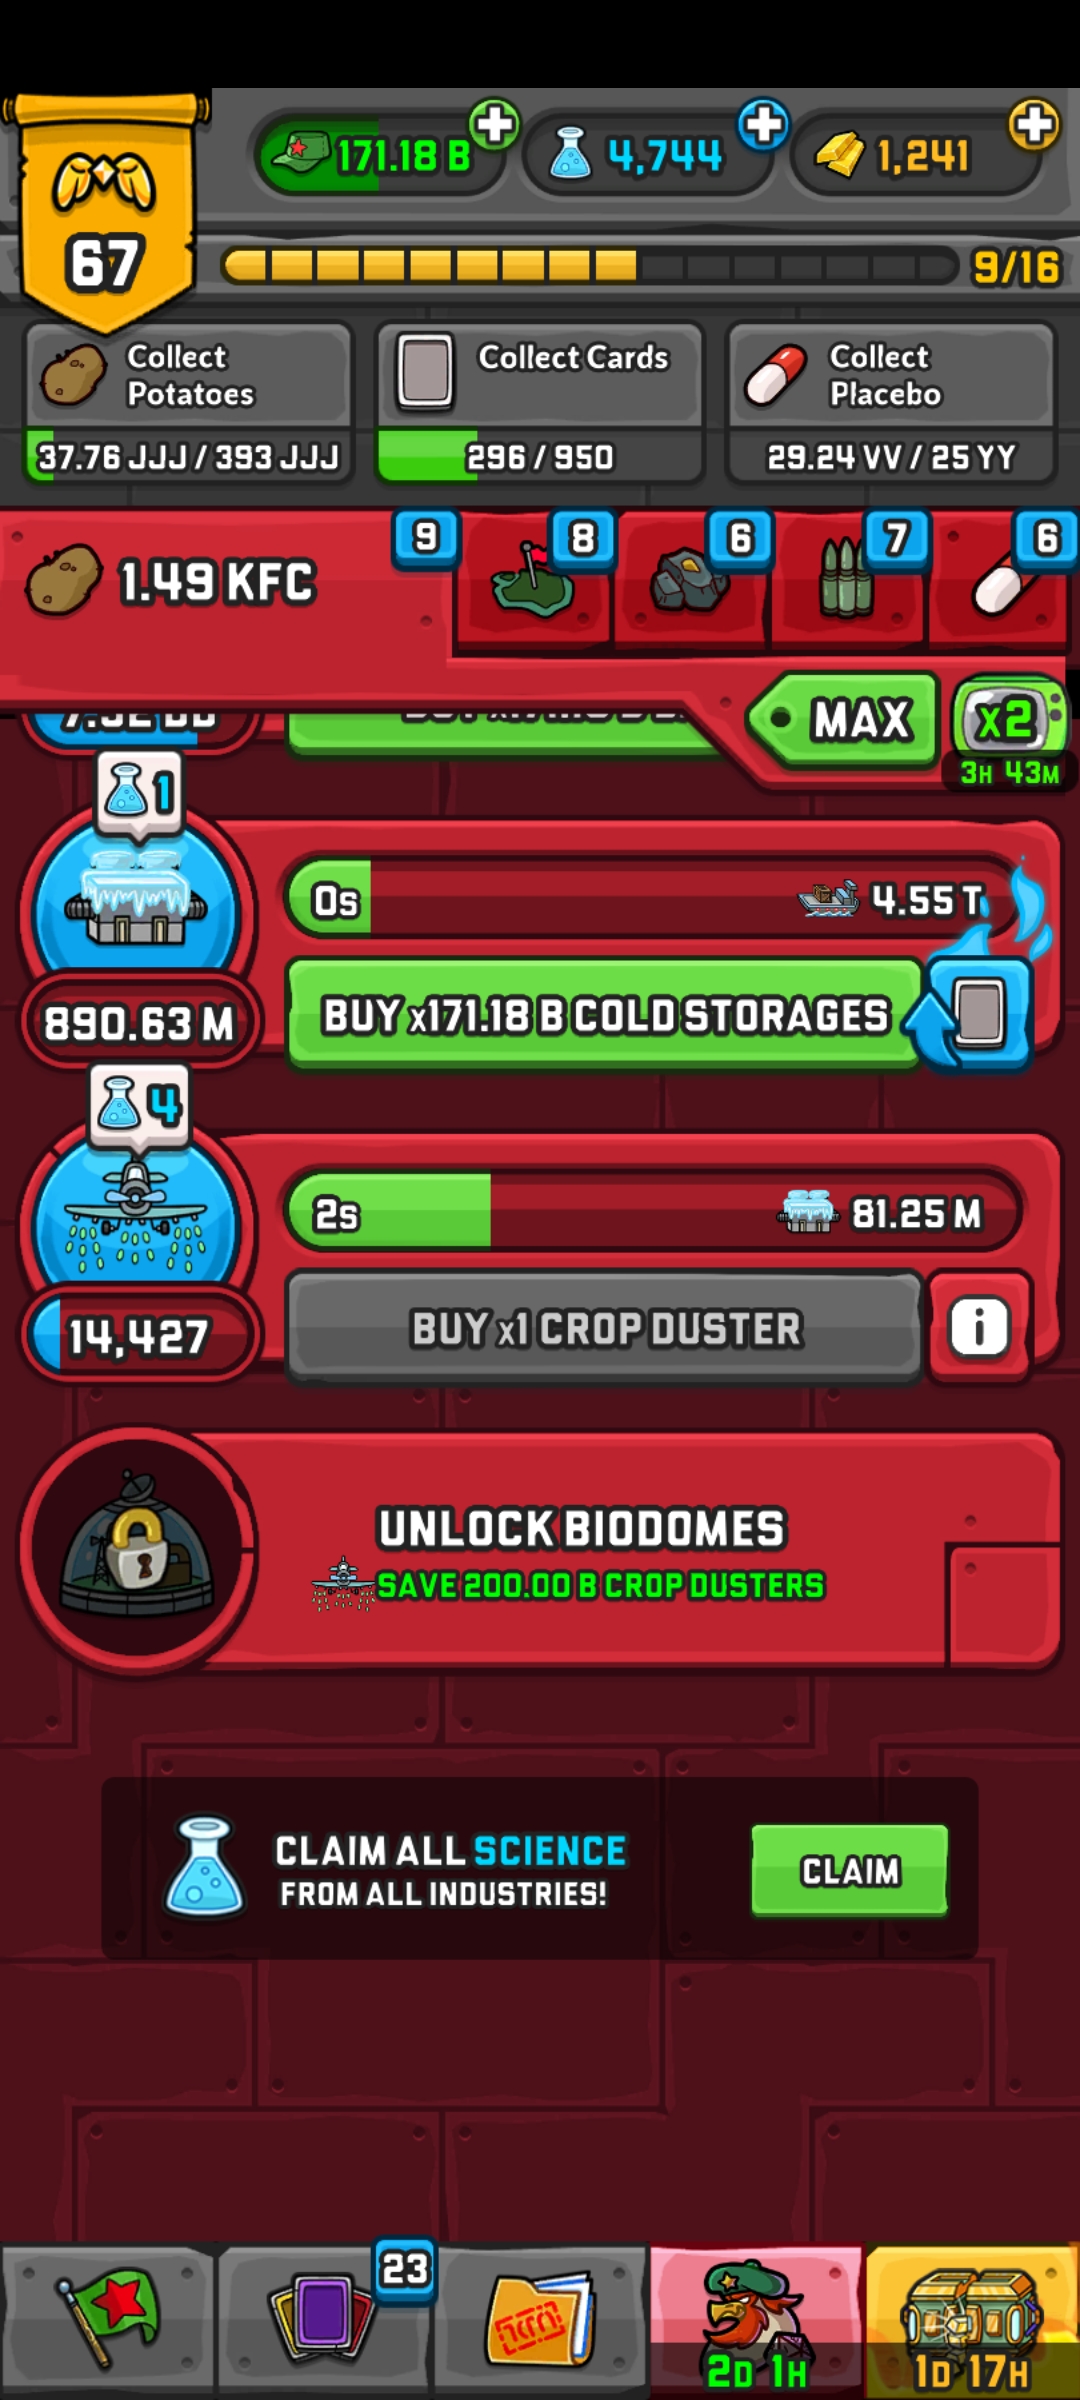 171.18 B
4,744
1,241
67
9/16
Collect
Potatoes
37.76 JJJ / 393 JJJ
Collect Cards
296 / 950
Collect
Placebo
29.24 VV / 25 YY
1.49 KFC
9
8
6
7
6
MAX
x2
3H 43M
1
0s
4.55 T
890.63 M
BUY x171.18 B COLD STORAGES
4
2s
81.25 M
14,427
BUY x1 CROP DUSTER
i
UNLOCK BIODOMES
SAVE 200.00 B CROP DUSTERS
CLAIM ALL SCIENCE
FROM ALL INDUSTRIES!
CLAIM
23
2D 1H
1D 17H